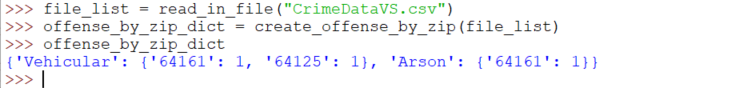 >>> file_list = read_in_file("CrimeDataVS.csv")
>>> offense_by_zip_dict = create_offense_by_zip(file_list)
>>> offense_by_zip_dict
{'Vehicular': {'64161': 1, '64125': 1}, 'Arson': {'64161': 1}}
>>>